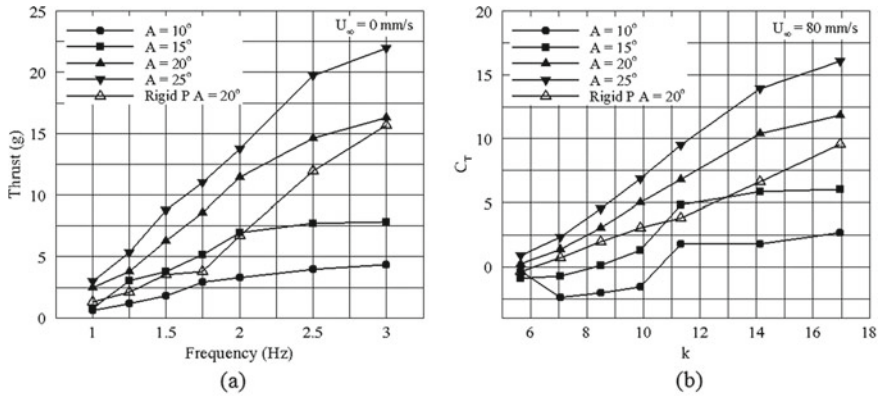 U∞ = 0 mm/s
A = 10°
A = 15°
A = 20°
A = 25°
Rigid P A = 20°
25
20
15
10
5
0
Thrust (g)
1
1.5
2
2.5
3
Frequency (Hz)
(a)
U∞ = 80 mm/s
A = 10°
A = 15°
A = 20°
A = 25°
Rigid P A = 20°
20
15
10
5
0
C_T
6
8
10
12
14
16
18
k
(b)